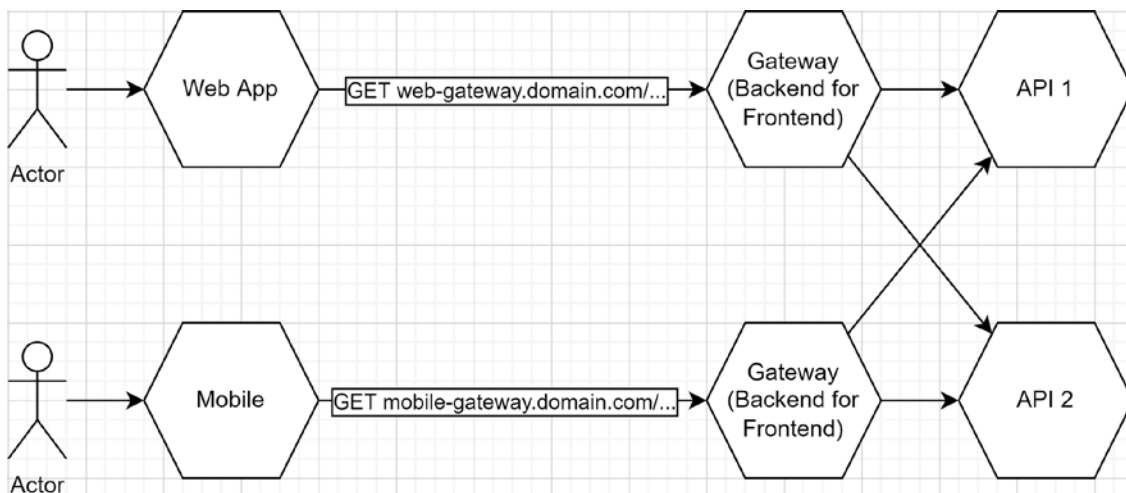 Web App
GET web-gateway.domain.com/...
Gateway
(Backend for
Frontend)
API 1
Actor
Mobile
GET mobile-gateway.domain.com/...
Gateway
(Backend for
Frontend)
API 2
Actor